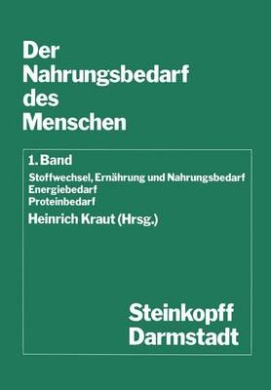 Der
Nahrungsbedarf
des
Menschen
1. Band
Stoffwechsel, Ernährung und Nahrungsbedarf
Energiebedarf
Proteinbedarf
Heinrich Kraut (Hrsg.)
Steinkopff
Darmstadt